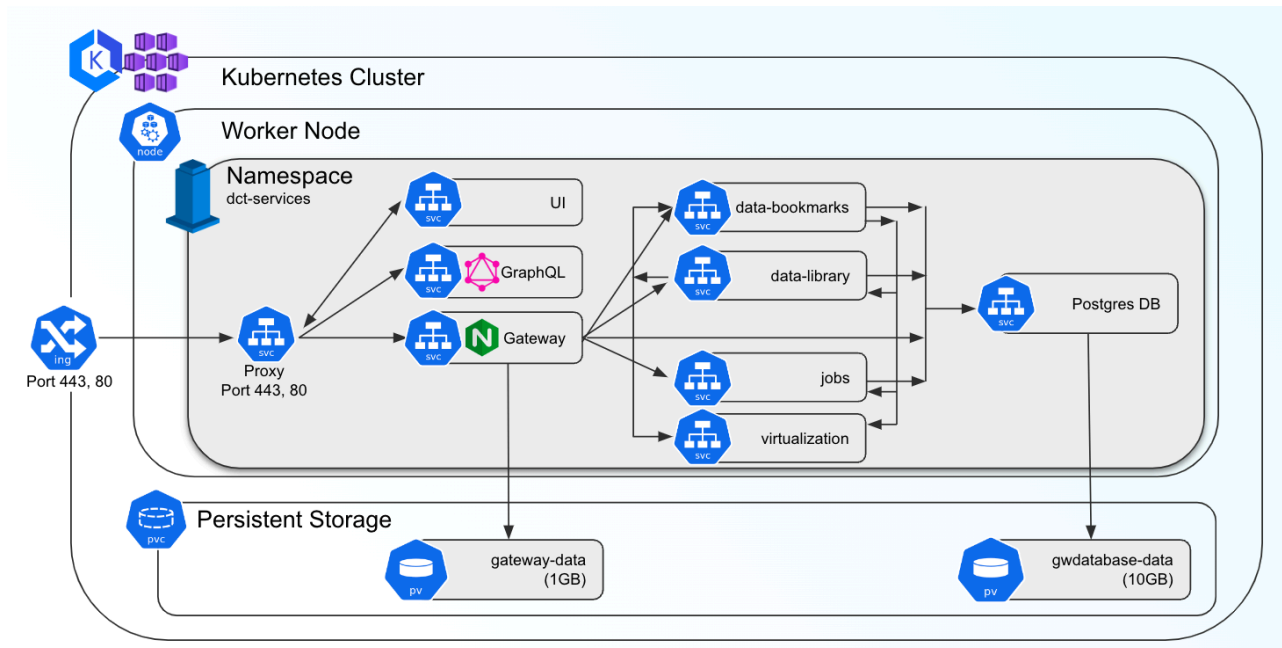 K
Kubernetes Cluster
node
Worker Node
Namespace
dct-services
svc
UI
svc
GraphQL
svc
N
Gateway
ing
Port 443, 80
svc
Proxy
Port 443, 80
svc
data-bookmarks
svc
data-library
svc
jobs
svc
virtualization
svc
Postgres DB
pvc
Persistent Storage
pv
gateway-data
(1GB)
pv
gwdatabase-data
(10GB)